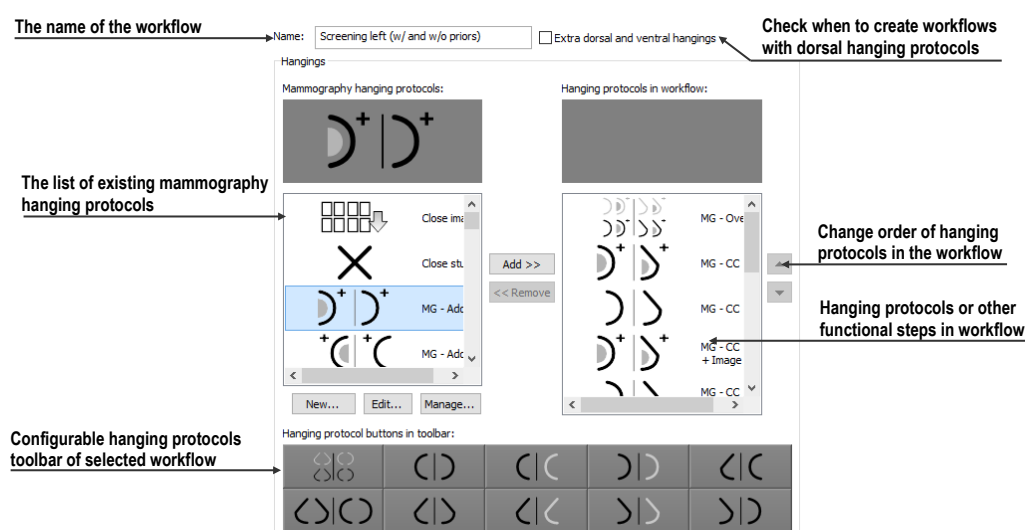 The name of the workflow
Name:
Screening left (w/ and w/o priors)
Extra dorsal and ventral hangings
Check when to create workflows
with dorsal hanging protocols
Hangings
Mammography hanging protocols:
Hanging protocols in workflow:
The list of existing mammography
hanging protocols
Close ima
Close stu
MG - Adc
MG - Adc
Add >>
<< Remove
MG - Ove
MG - CC
MG - CC
MG - CC
+ Image
MG - CC
Change order of hanging
protocols in the workflow
Hanging protocols or other
functional steps in workflow
New...
Edit...
Manage...
Configurable hanging protocols
toolbar of selected workflow
Hanging protocol buttons in toolbar: